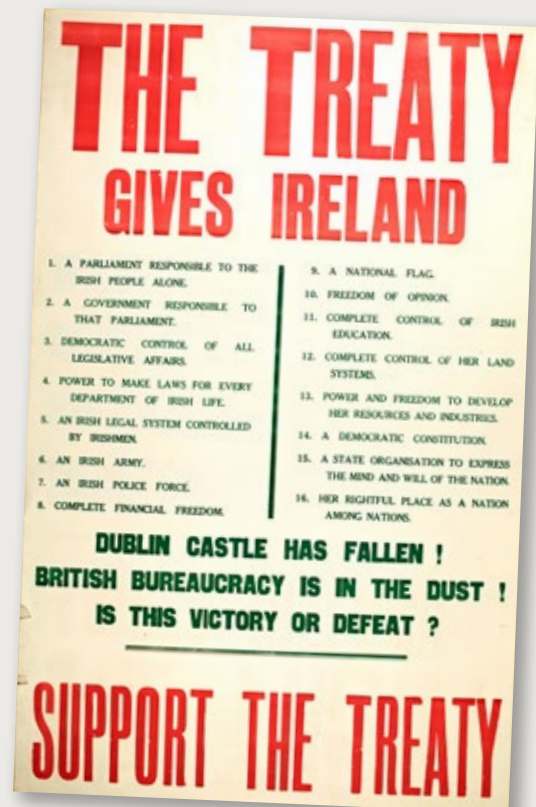 THE TREATY
GIVES IRELAND
1. A PARLIAMENT RESPONSIBLE TO THE
IRISH PEOPLE ALONE.
2. A GOVERNMENT RESPONSIBLE TO
THAT PARLIAMENT.
3. DEMOCRATIC CONTROL OF ALL
LEGISLATIVE AFFAIRS.
4. POWER TO MAKE LAWS FOR EVERY
DEPARTMENT OF IRISH LIFE.
5. AN IRISH LEGAL SYSTEM CONTROLLED
BY IRISHMEN.
6. AN IRISH ARMY.
7. AN IRISH POLICE FORCE.
8. COMPLETE FINANCIAL FREEDOM.
9. A NATIONAL FLAG.
10. FREEDOM OF OPINION.
11. COMPLETE CONTROL OF IRISH
EDUCATION.
12. COMPLETE CONTROL OF HER LAND
SYSTEMS.
13. POWER AND FREEDOM TO DEVELOP
HER RESOURCES AND INDUSTRIES.
14. A DEMOCRATIC CONSTITUTION.
15. A STATE ORGANISATION TO EXPRESS
THE MIND AND WILL OF THE NATION.
16. HER RIGHTFUL PLACE AS A NATION
AMONG NATIONS.
DUBLIN CASTLE HAS FALLEN !
BRITISH BUREAUCRACY IS IN THE DUST !
IS THIS VICTORY OR DEFEAT ?
SUPPORT THE TREATY